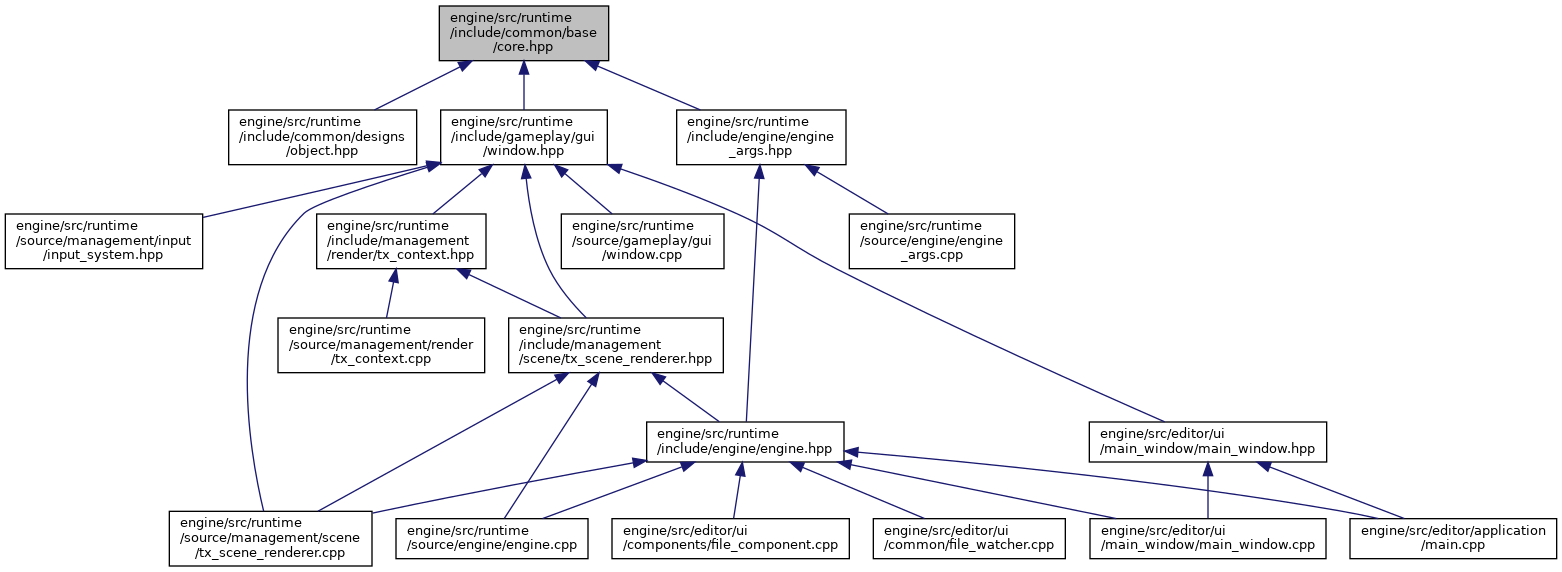 engine/src/runtime
/include/common/base
/core.hpp
engine/src/runtime
/include/common/designs
/object.hpp
engine/src/runtime
/include/gameplay/gui
/window.hpp
engine/src/runtime
/include/engine/engine
_args.hpp
engine/src/runtime
/source/management/input
/input_system.hpp
engine/src/runtime
/include/management
/render/tx_context.hpp
engine/src/runtime
/source/gameplay/gui
/window.cpp
engine/src/runtime
/source/engine/engine
_args.cpp
engine/src/runtime
/source/management/render
/tx_context.cpp
engine/src/runtime
/include/management
/scene/tx_scene_renderer.hpp
engine/src/runtime
/include/engine/engine.hpp
engine/src/editor/ui
/main_window/main_window.hpp
engine/src/runtime
/source/management/scene
/tx_scene_renderer.cpp
engine/src/runtime
/source/engine/engine.cpp
engine/src/editor/ui
/components/file_component.cpp
engine/src/editor/ui
/common/file_watcher.cpp
engine/src/editor/ui
/main_window/main_window.cpp
engine/src/editor/application
/main.cpp